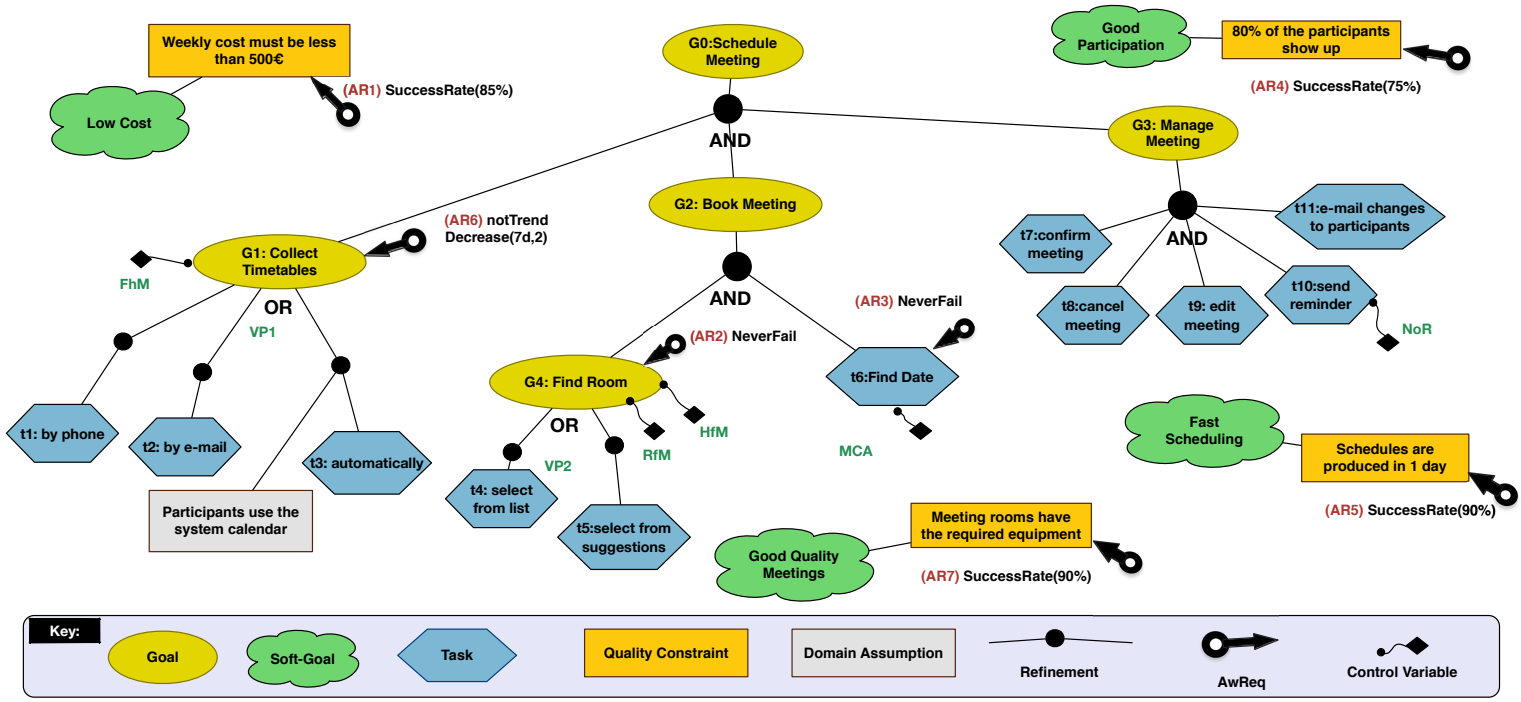 Weekly cost must be less
than 500€
(AR1) SuccessRate(85%)
Low Cost
G0:Schedule
Meeting
AND
Good
Participation
80% of the participants
show up
(AR4) SuccessRate(75%)
G3: Manage
Meeting
AND
t7:confirm
meeting
t8:cancel
meeting
t9: edit
meeting
t10:send
reminder
t11:e-mail changes
to participants
NoR
G2: Book Meeting
AND
(AR6) notTrend
Decrease(7d,2)
G1: Collect
Timetables
FhM
OR
VP1
t1: by phone
t2: by e-mail
t3: automatically
Participants use the
system calendar
(AR2) NeverFail
G4: Find Room
OR
VP2
RfM
HfM
t4: select
from list
t5:select from
suggestions
(AR3) NeverFail
t6:Find Date
MCA
Fast
Scheduling
Schedules are
produced in 1 day
(AR5) SuccessRate(90%)
Good Quality
Meetings
Meeting rooms have
the required equipment
(AR7) SuccessRate(90%)
Key:
Goal
Soft-Goal
Task
Quality Constraint
Domain Assumption
Refinement
AwReq
Control Variable